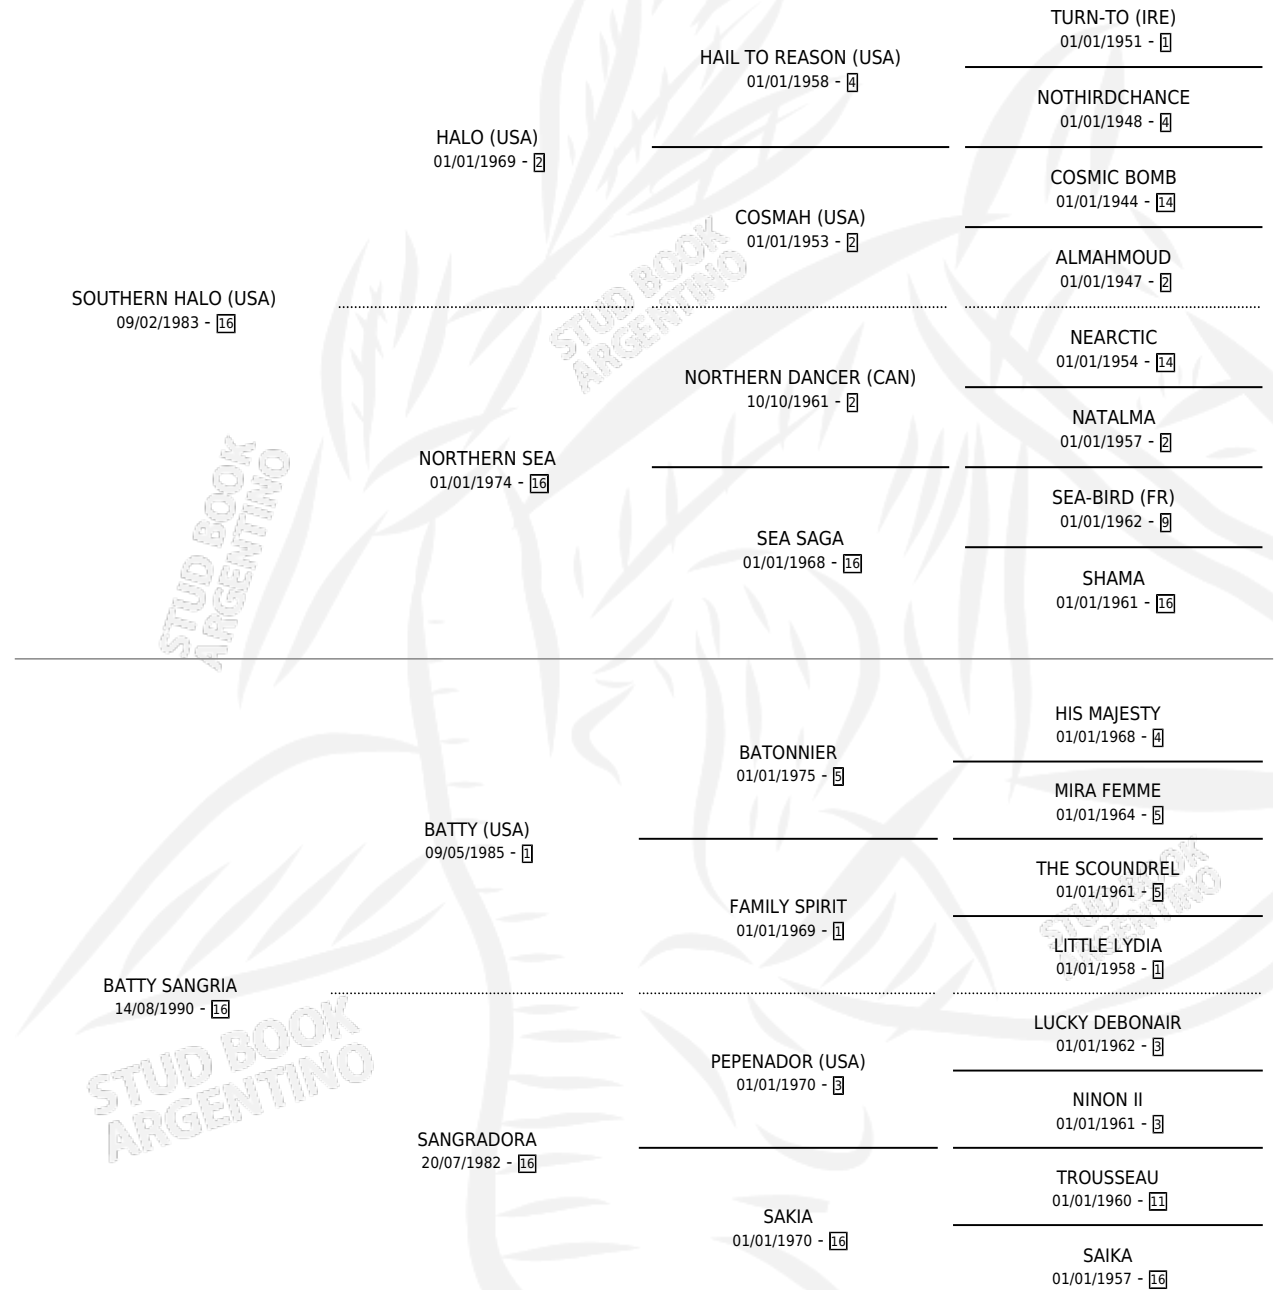 TURN-TO (IRE)
01/01/1951 - 1
HAIL TO REASON (USA)
01/01/1958 - 4
NOTHIRDCHANCE
01/01/1948 - 4
HALO (USA)
01/01/1969 - 2
COSMIC BOMB
01/01/1944 - 14
COSMAH (USA)
01/01/1953 - 2
ALMAHMOUD
01/01/1947 - 2
SOUTHERN HALO (USA)
09/02/1983 - 16
STUD BOOK
ARGENTINO
NEARCTIC
01/01/1954 - 14
NORTHERN DANCER (CAN)
10/10/1961 - 2
NATALMA
01/01/1957 - 2
NORTHERN SEA
01/01/1974 - 16
SEA-BIRD (FR)
01/01/1962 - 9
SEA SAGA
01/01/1968 - 16
SHAMA
01/01/1961 - 16
STUD BOOK
ARGENTINO
HIS MAJESTY
01/01/1968 - 4
BATONNIER
01/01/1975 - 5
MIRA FEMME
01/01/1964 - 5
BATTY (USA)
09/05/1985 - 1
THE SCOUNDREL
01/01/1961 - 5
FAMILY SPIRIT
01/01/1969 - 1
STUD BOOK
ARGENTINO
LITTLE LYDIA
01/01/1958 - 1
BATTY SANGRIA
14/08/1990 - 16
STUD BOOK
ARGENTINO
LUCKY DEBONAIR
01/01/1962 - 3
PEPENADOR (USA)
01/01/1970 - 3
NINON II
01/01/1961 - 3
SANGRADORA
20/07/1982 - 16
TROUSSEAU
01/01/1960 - 11
SAKIA
01/01/1970 - 16
SAIKA
01/01/1957 - 16